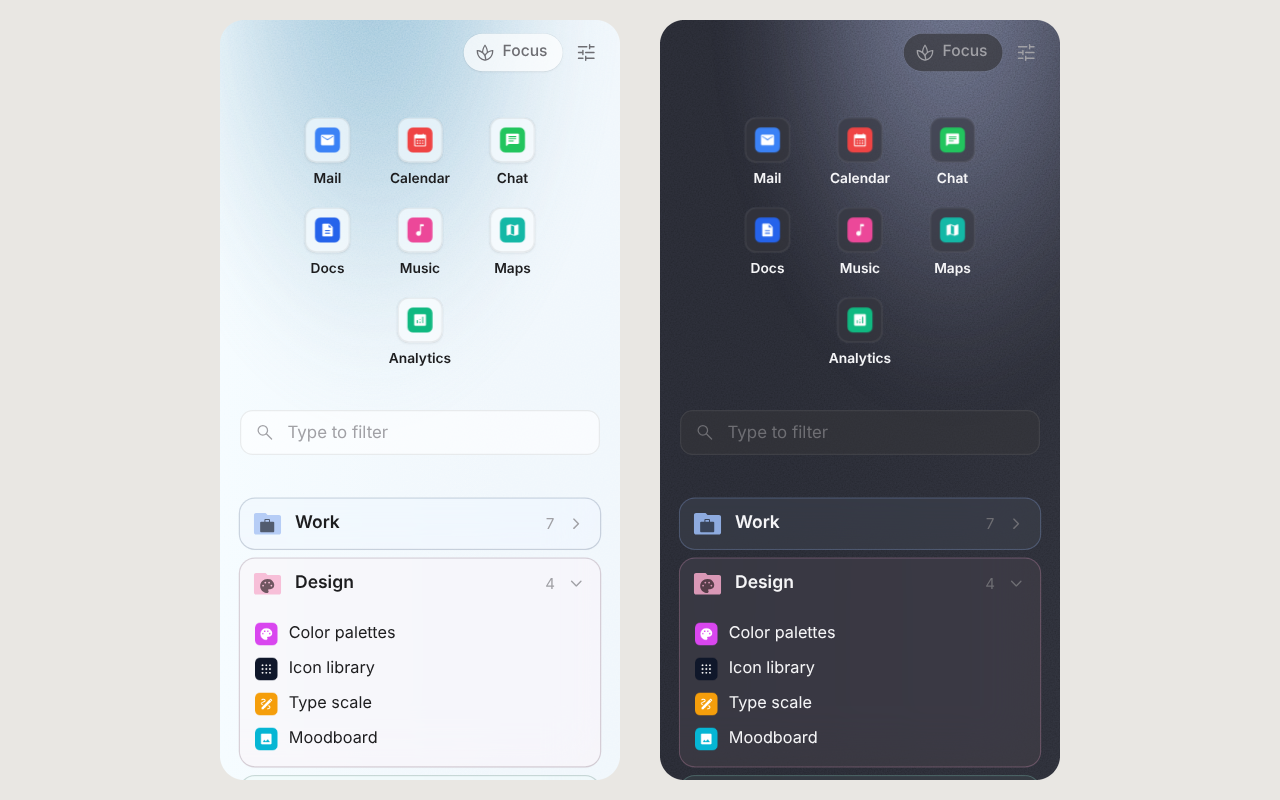 Focus
Mail Calendar Chat
Docs Music Maps
Analytics
Type to filter
Work 7
Design 4
Color palettes
Icon library
Type scale
Moodboard
Focus
Mail Calendar Chat
Docs Music Maps
Analytics
Type to filter
Work 7
Design 4
Color palettes
Icon library
Type scale
Moodboard